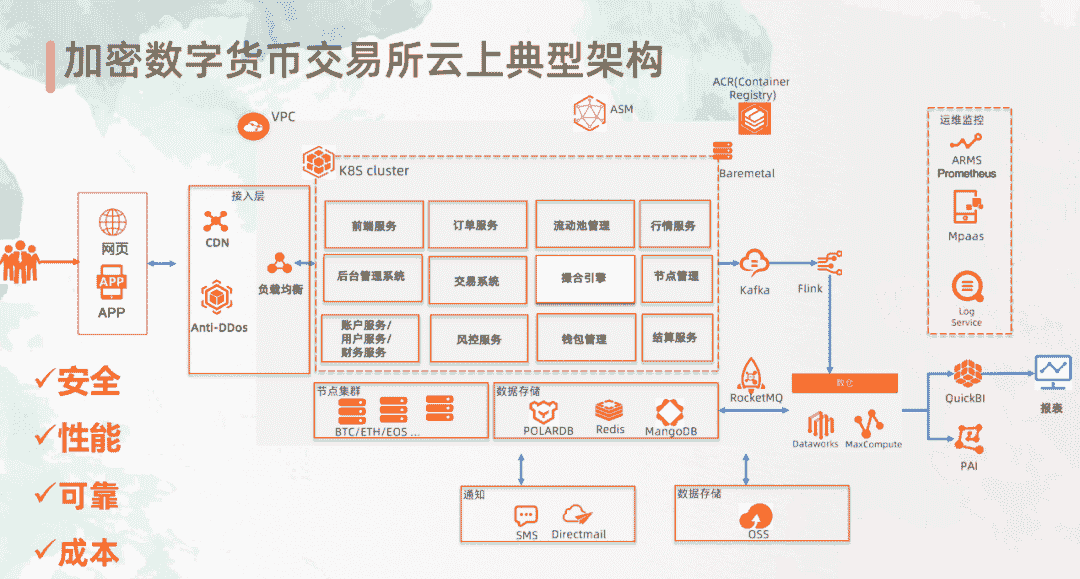 加密数字货币交易所云上典型架构
VPC
ASM
ACR(Container
Registry)
K8S cluster
Baremetal
运维监控
ARMS
Prometheus
Mpaas
Log
Service
网页
APP
APP
接入层
CDN
负载均衡
Anti-DDos
前端服务
订单服务
流动池管理
行情服务
后台管理系统
交易系统
撮合引擎
节点管理
账户服务/
用户服务/
财务服务
风控服务
钱包管理
结算服务
Kafka
Flink
节点集群
BTC/ETH/EOS ...
数据存储
POLARDB
Redis
MangoDB
RocketMQ
数仓
Dataworks
MaxCompute
QuickBI
报表
PAI
通知
SMS
Directmail
数据存储
OSS
✓安全
✓性能
✓可靠
✓成本